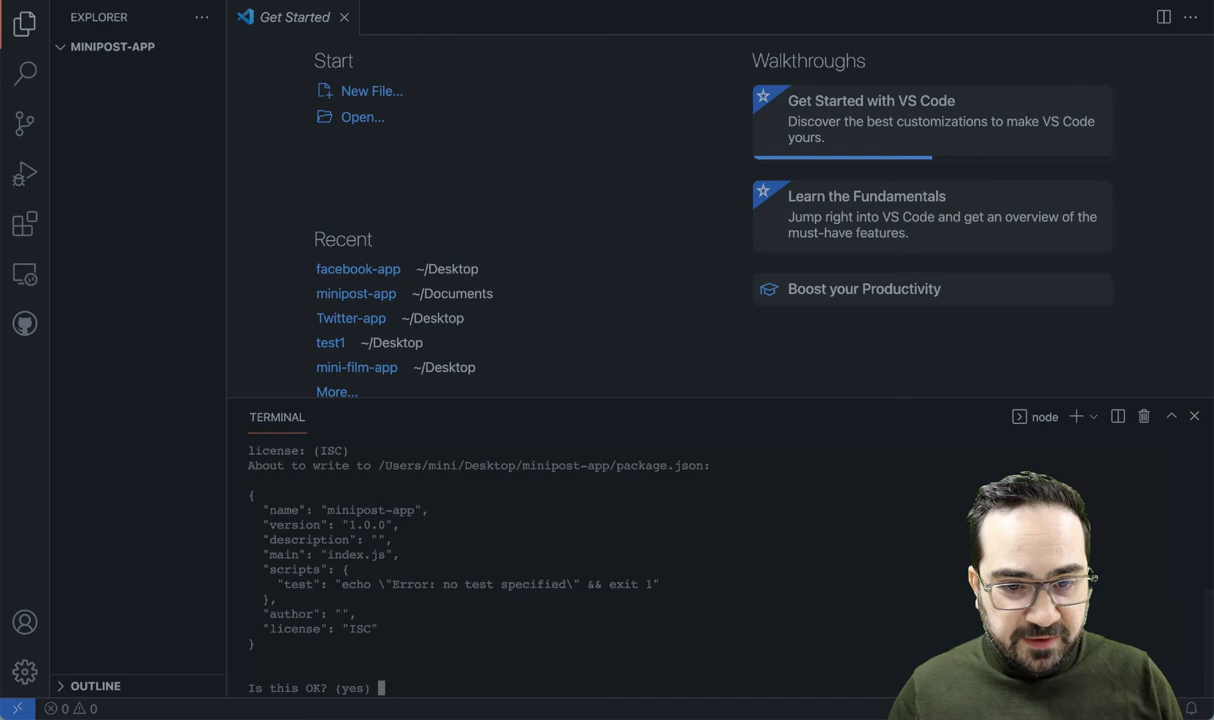 EXPLORER
MINIPOST-APP
Get Started
Start
New File...
Open...
Recent
facebook-app ~/Desktop
minipost-app ~/Documents
Twitter-app ~/Desktop
test1 ~/Desktop
mini-film-app ~/Desktop
More...
Walkthroughs
Get Started with VS Code
Discover the best customizations to make VS Code
yours.
Learn the Fundamentals
Jump right into VS Code and get an overview of the
must-have features.
Boost your Productivity
TERMINAL
node
license: (ISC)
About to write to /Users/mini/Desktop/minipost-app/package.json:
{
"name": "minipost-app",
"version": "1.0.0",
"description": "",
"main": "index.js",
"scripts": {
"test": "echo \"Error: no test specified\" && exit 1"
},
"author": "",
"license": "ISC"
}
Is this OK? (yes)
OUTLINE
0 0